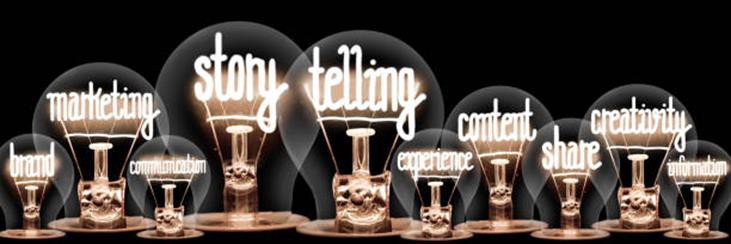 brand
marketing
communication
story
telling
experience
content
share
creativity
information